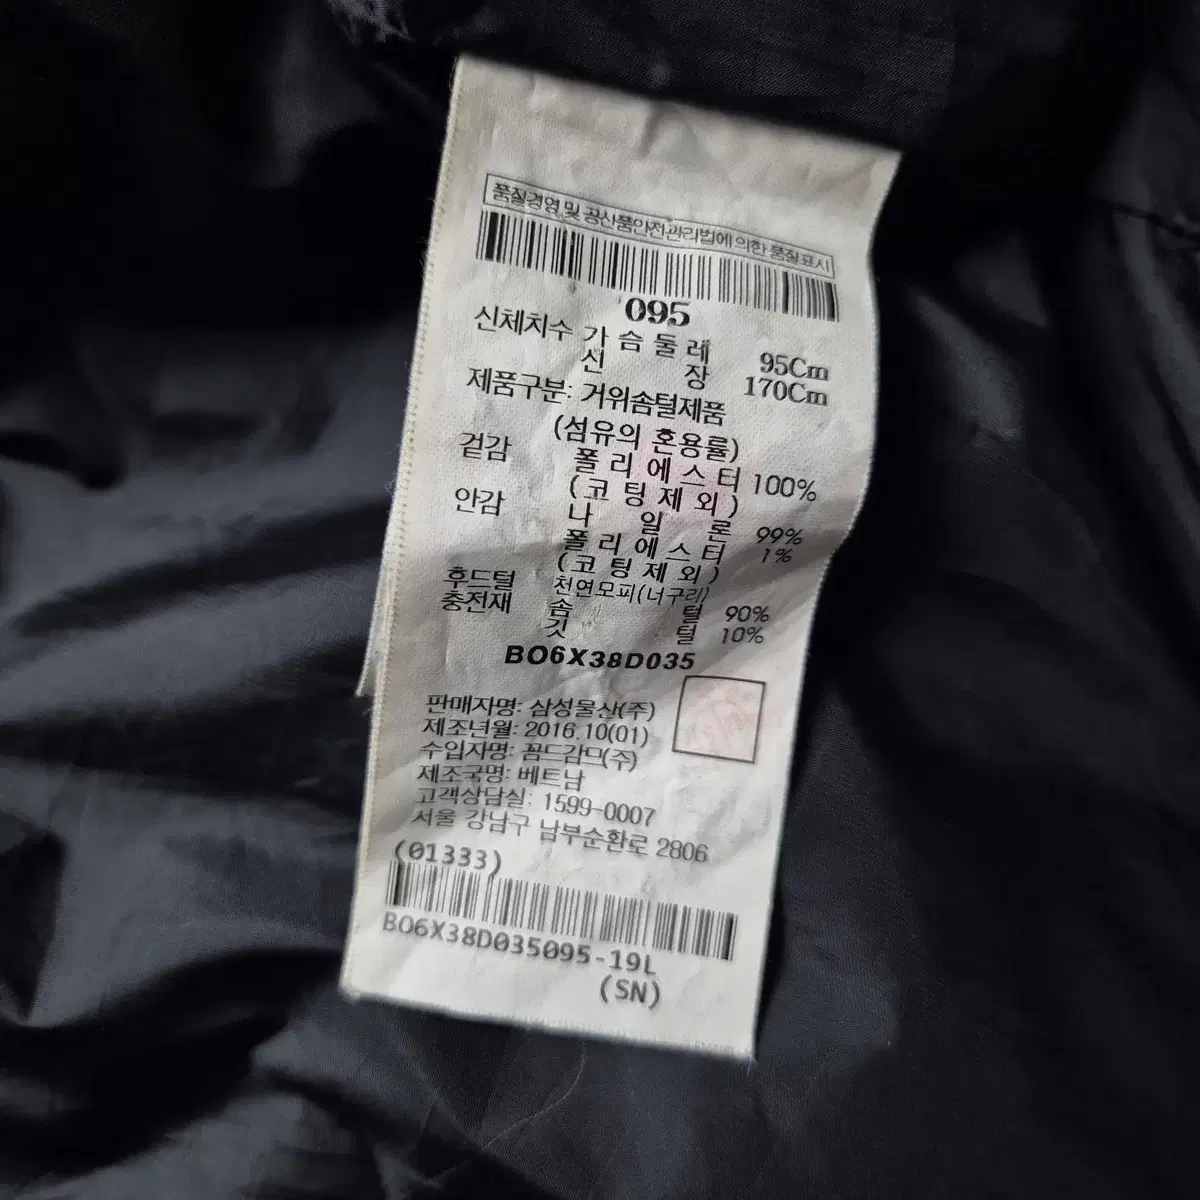 품질경영 및 공산품안전관리법에 의한 품질표시
095
신체치수 가 슴 둘 레 95Cm
신 장 170Cm
제품구분: 거위솜털제품
(섬유의 혼용률)
겉감 폴 리 에 스 터 100%
(코 팅 제 외)
안감 나 일 론 99%
폴 리 에 스 터 1%
(코 팅 제 외)
후드털 천연모피(너구리)
충전재 솜 털 90%
깃 털 10%
BO6X38D035
판매자명: 삼성물산(주)
제조년월: 2016.10(01)
수입자명: 꼼드감므(주)
제조국명: 베트남
고객상담실: 1599-0007
서울 강남구 남부순환로 2806
(01333)
BO6X38D035095-19L
(SN)